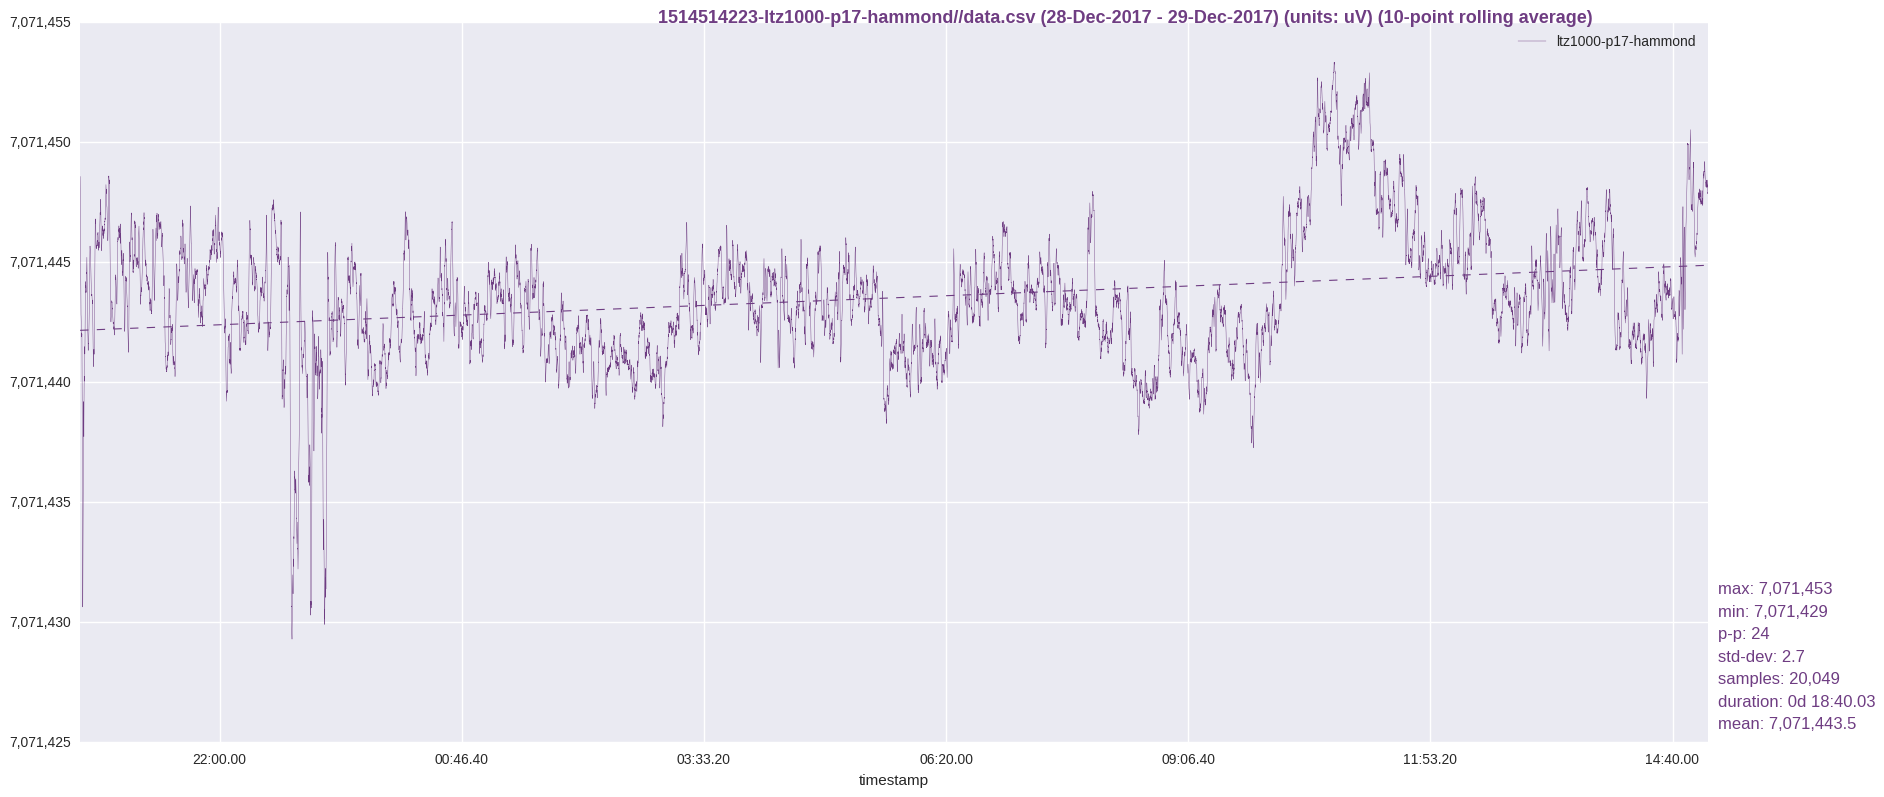 1514514223-ltz1000-p17-hammond//data.csv (28-Dec-2017 - 29-Dec-2017) (units: uV) (10-point rolling average)
ltz1000-p17-hammond
7,071,455
7,071,450
7,071,445
7,071,440
7,071,435
7,071,430
7,071,425
max: 7,071,453
min: 7,071,429
p-p: 24
std-dev: 2.7
samples: 20,049
duration: 0d 18:40.03
mean: 7,071,443.5
22:00.00 00:46.40 03:33.20 06:20.00 09:06.40 11:53.20 14:40.00
timestamp